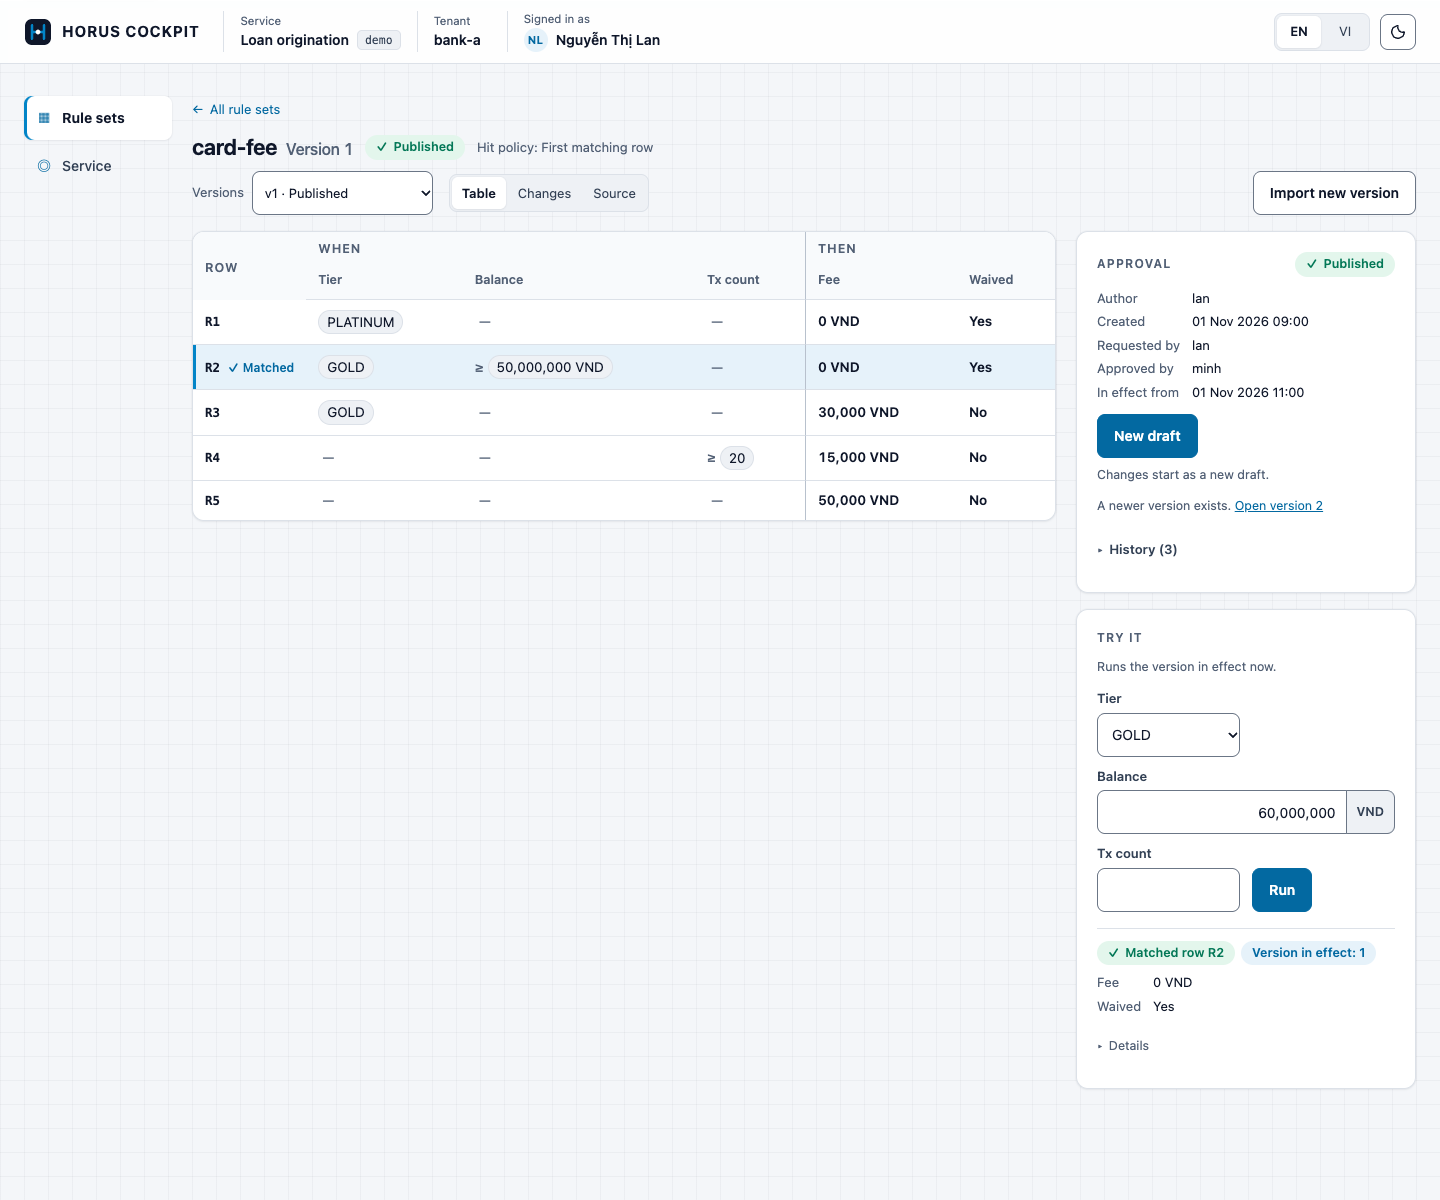 HORUS COCKPIT
Service
Loan origination demo
Tenant
bank-a
Signed in as
NL Nguyễn Thị Lan
EN VI
Rule sets
Service
← All rule sets
card-fee Version 1 ✓ Published Hit policy: First matching row
Versions v1 · Published Table Changes Source Import new version
ROW WHEN THEN
Tier Balance Tx count Fee Waived
R1 PLATINUM — — 0 VND Yes
R2 ✓ Matched GOLD ≥ 50,000,000 VND — 0 VND Yes
R3 GOLD — — 30,000 VND No
R4 — — ≥ 20 15,000 VND No
R5 — — — 50,000 VND No
APPROVAL ✓ Published
Author lan
Created 01 Nov 2026 09:00
Requested by lan
Approved by minh
In effect from 01 Nov 2026 11:00
New draft
Changes start as a new draft.
A newer version exists. Open version 2
▸ History (3)
TRY IT
Runs the version in effect now.
Tier
GOLD
Balance
60,000,000 VND
Tx count
Run
✓ Matched row R2 Version in effect: 1
Fee 0 VND
Waived Yes
▸ Details